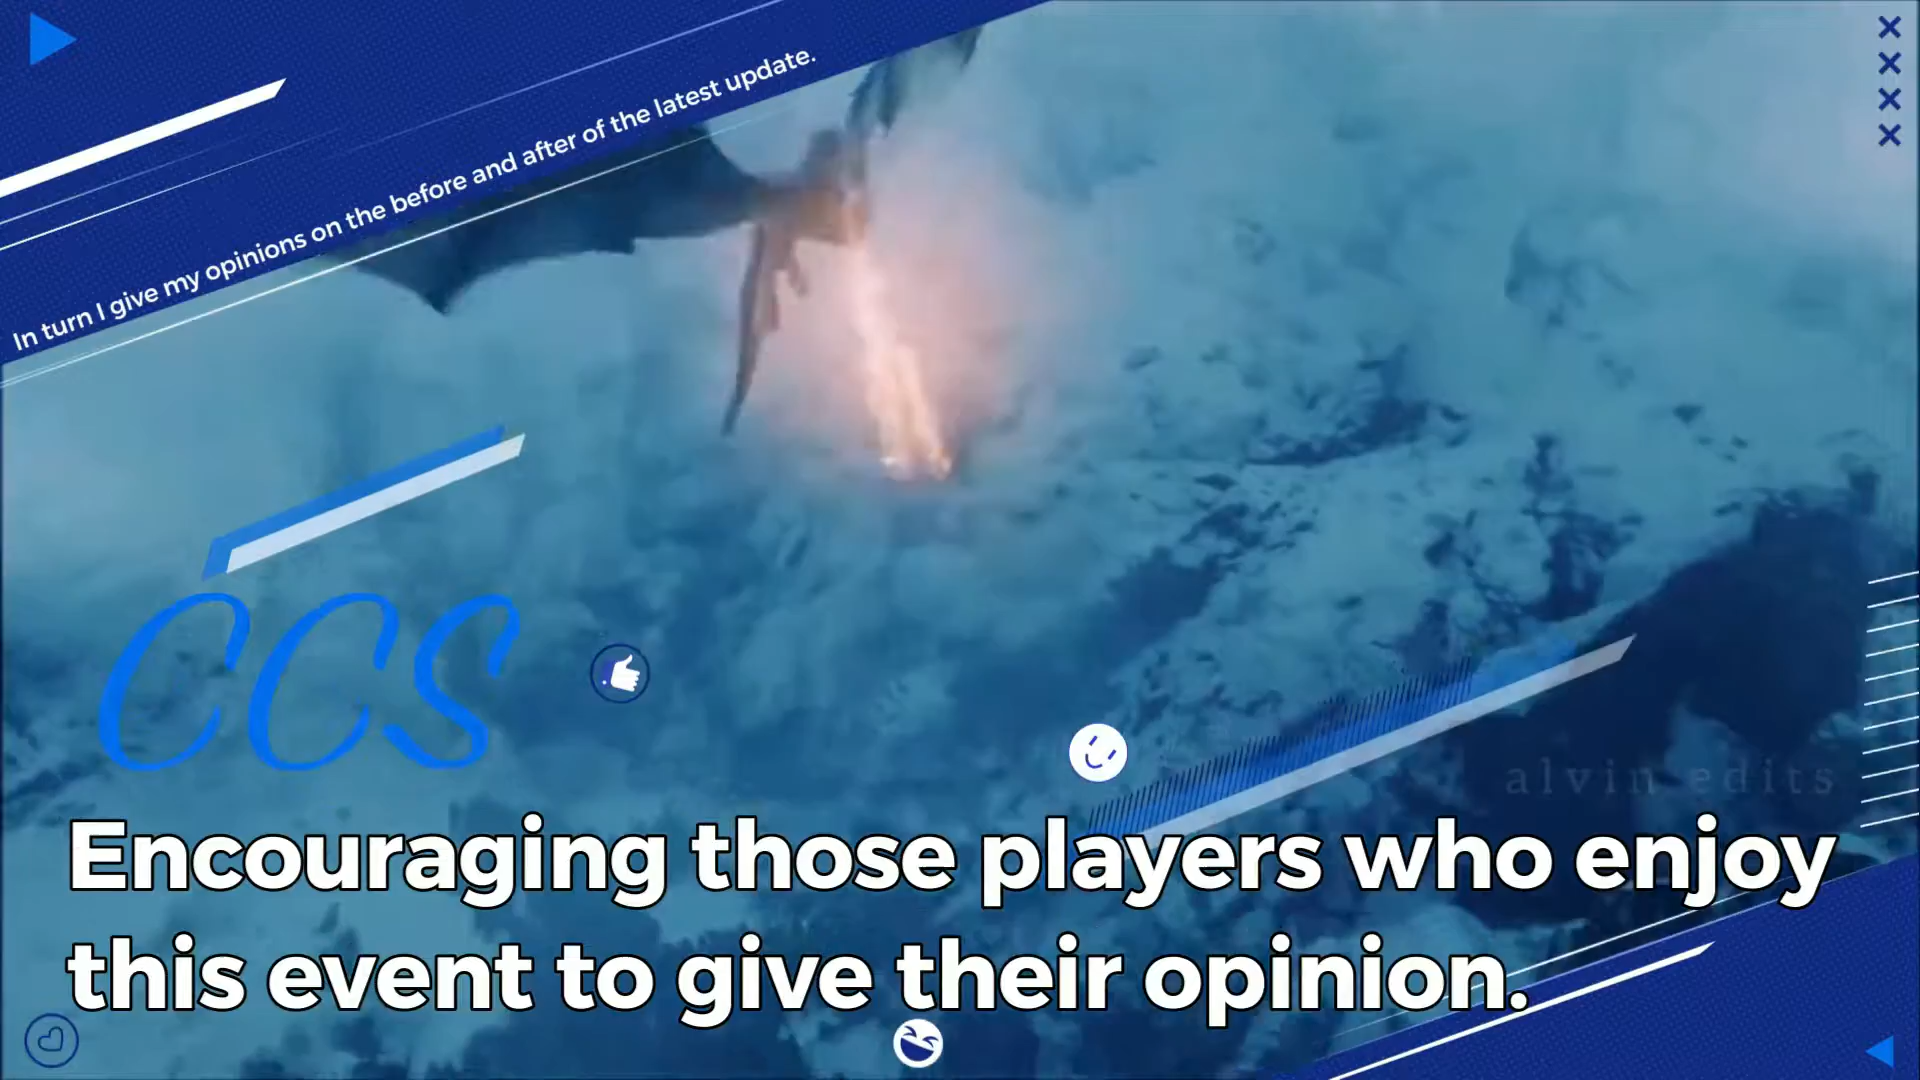 In turn I give my opinions on the before and after of the latest update.
CCS
alvin edits
Encouraging those players who enjoy
this event to give their opinion.